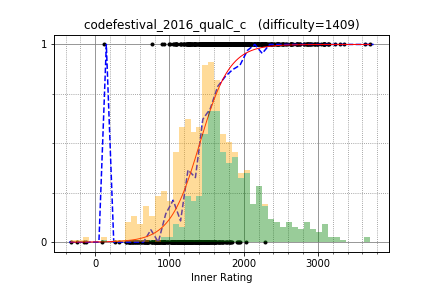 codefestival_2016_qualC_c   (difficulty=1409)
1
0
0 1000 2000 3000
Inner Rating